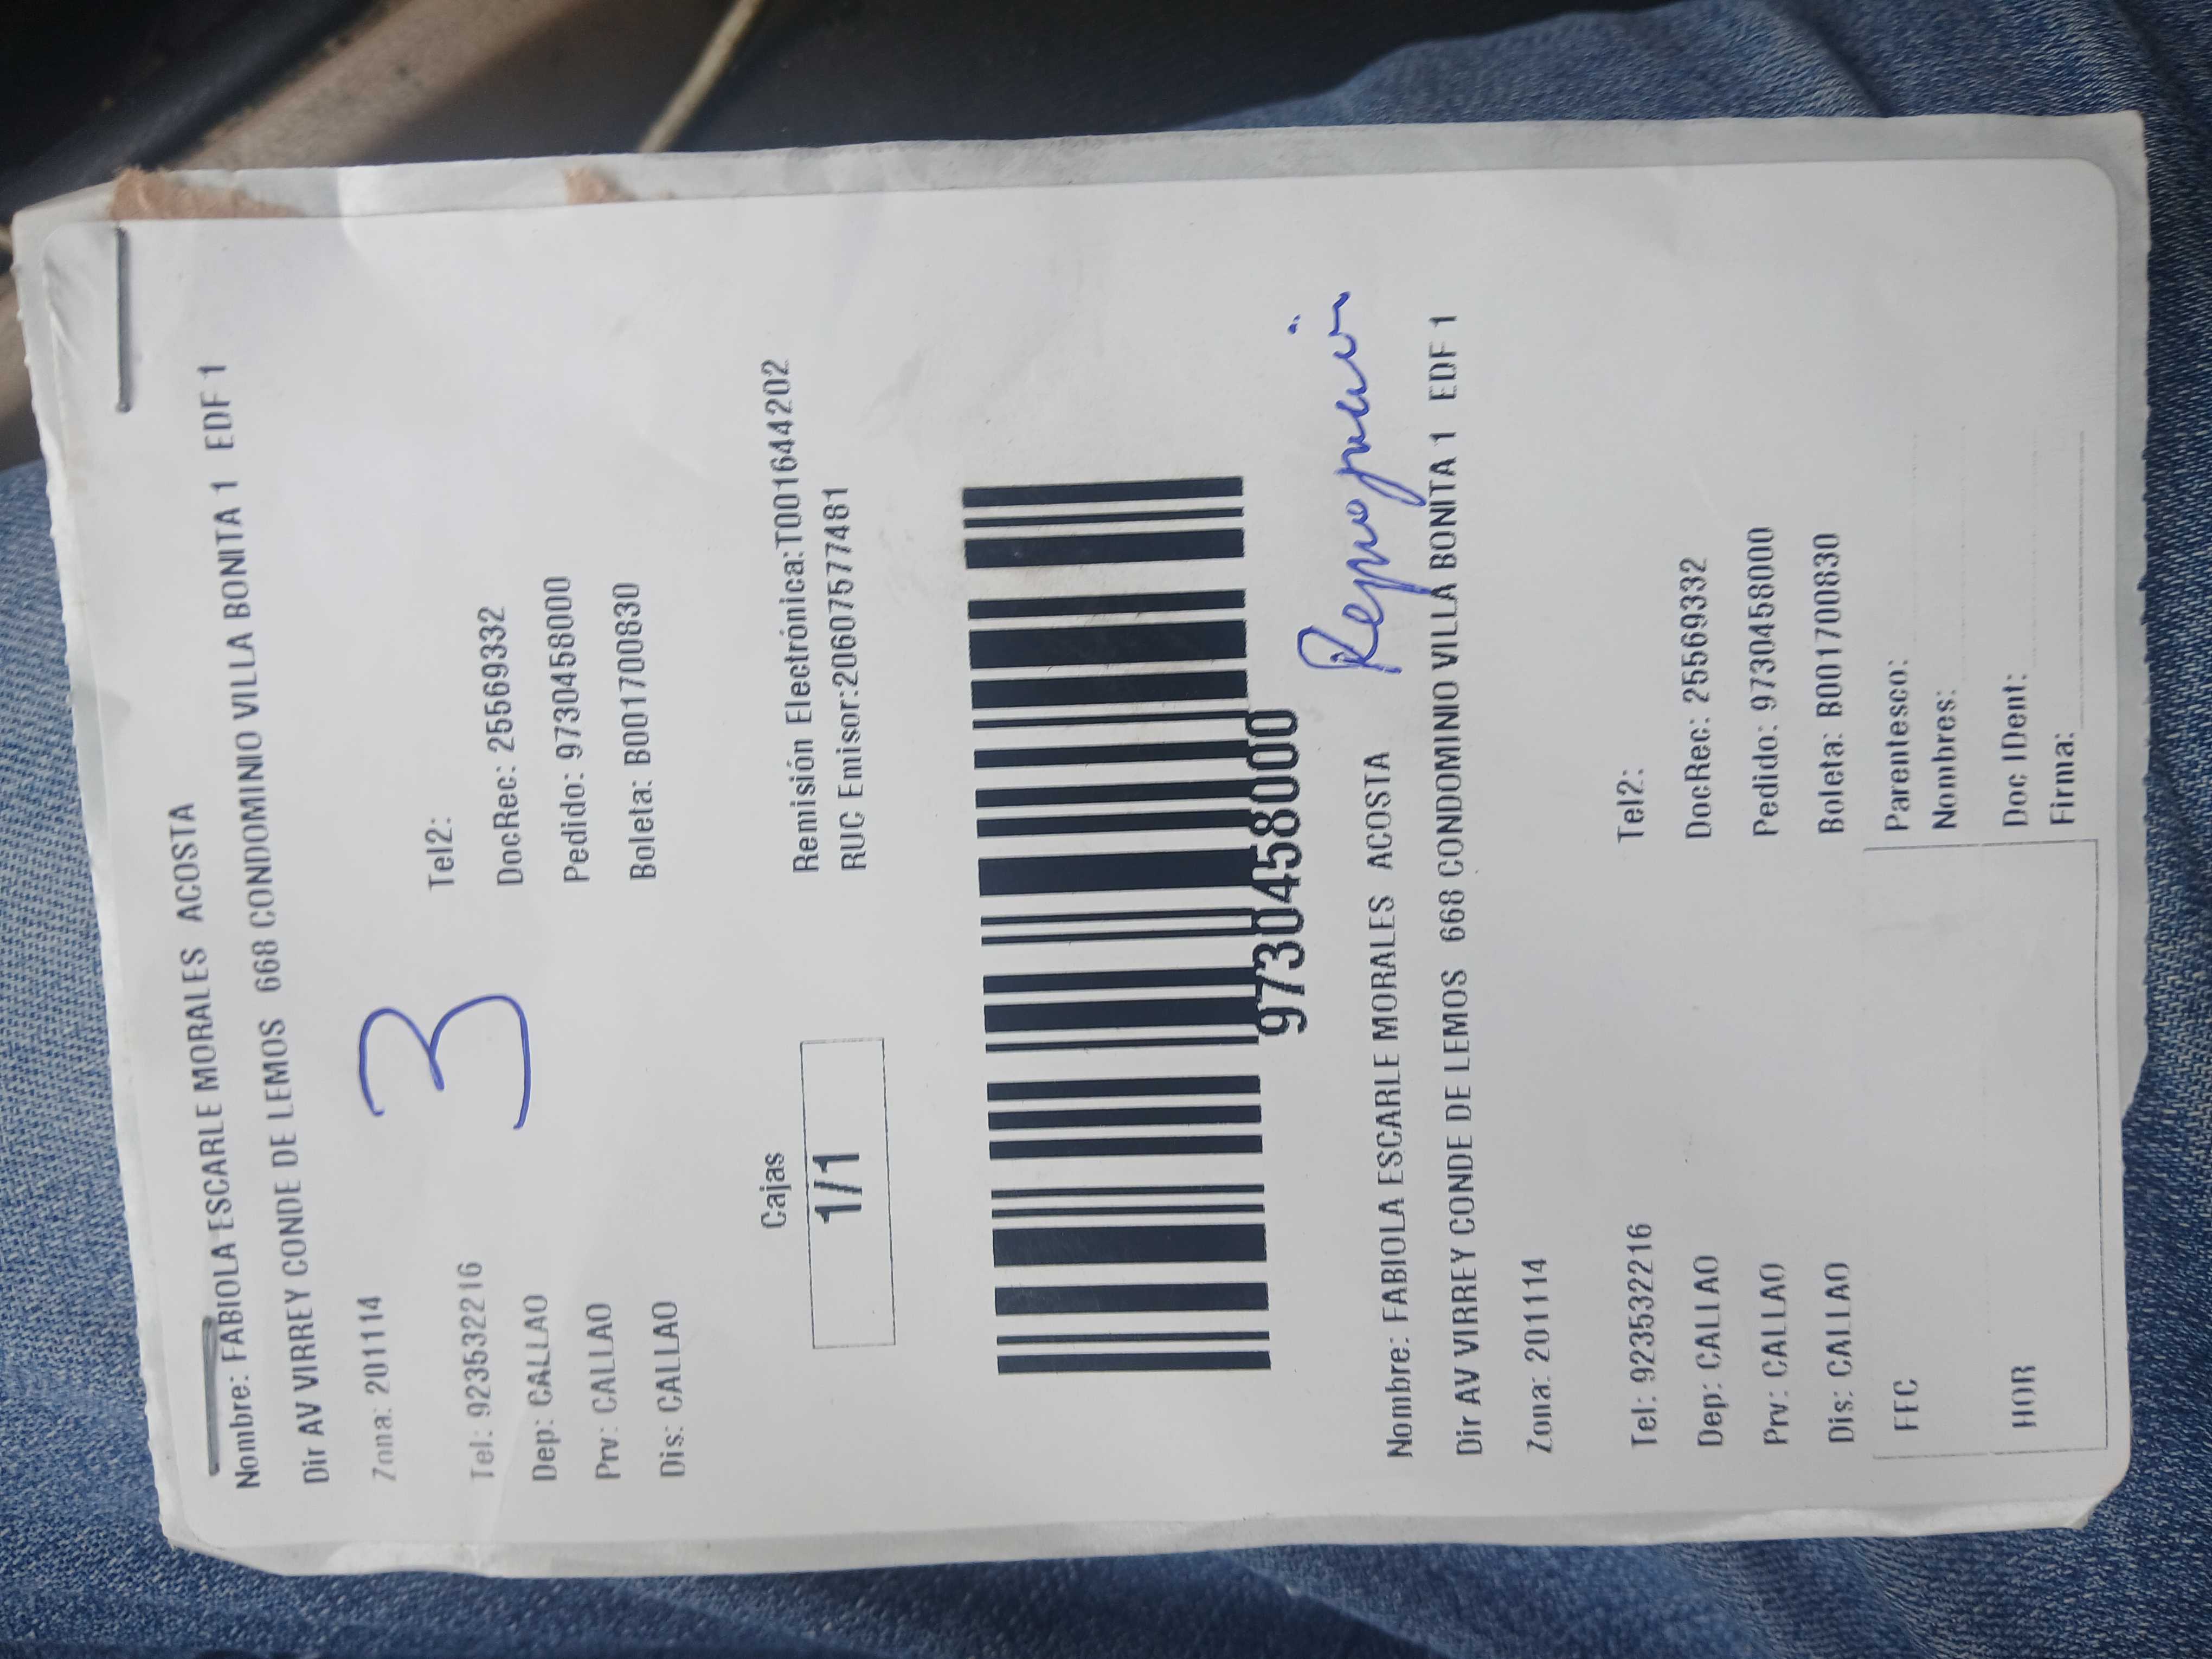 Nombre: FABIOLA ESCARLE MORALES ACOSTA
Dir AV VIRREY CONDE DE LEMOS 668 CONDOMINIO VILLA BONITA 1 EDF 1
Zona: 201114
3
Tel: 923532216 Tel2:
Dep: CALLAO DocRec: 25569332
Prv: CALLAO Pedido: 9730458000
Dis: CALLAO Boleta: B001700830
Cajas
1/1
Remisión Electrónica:T001644202
RUC Emisor:20607577481
9730458000
Nombre: FABIOLA ESCARLE MORALES ACOSTA
Dir AV VIRREY CONDE DE LEMOS 668 CONDOMINIO VILLA BONITA 1 EDF 1
Zona: 201114
Tel: 923532216 Tel2:
Dep: CALLAO DocRec: 25569332
Prv: CALLAO Pedido: 9730458000
Dis: CALLAO Boleta: B001700830
FEC Parentesco:
Nombres:
HOR Doc IDent:
Firma: